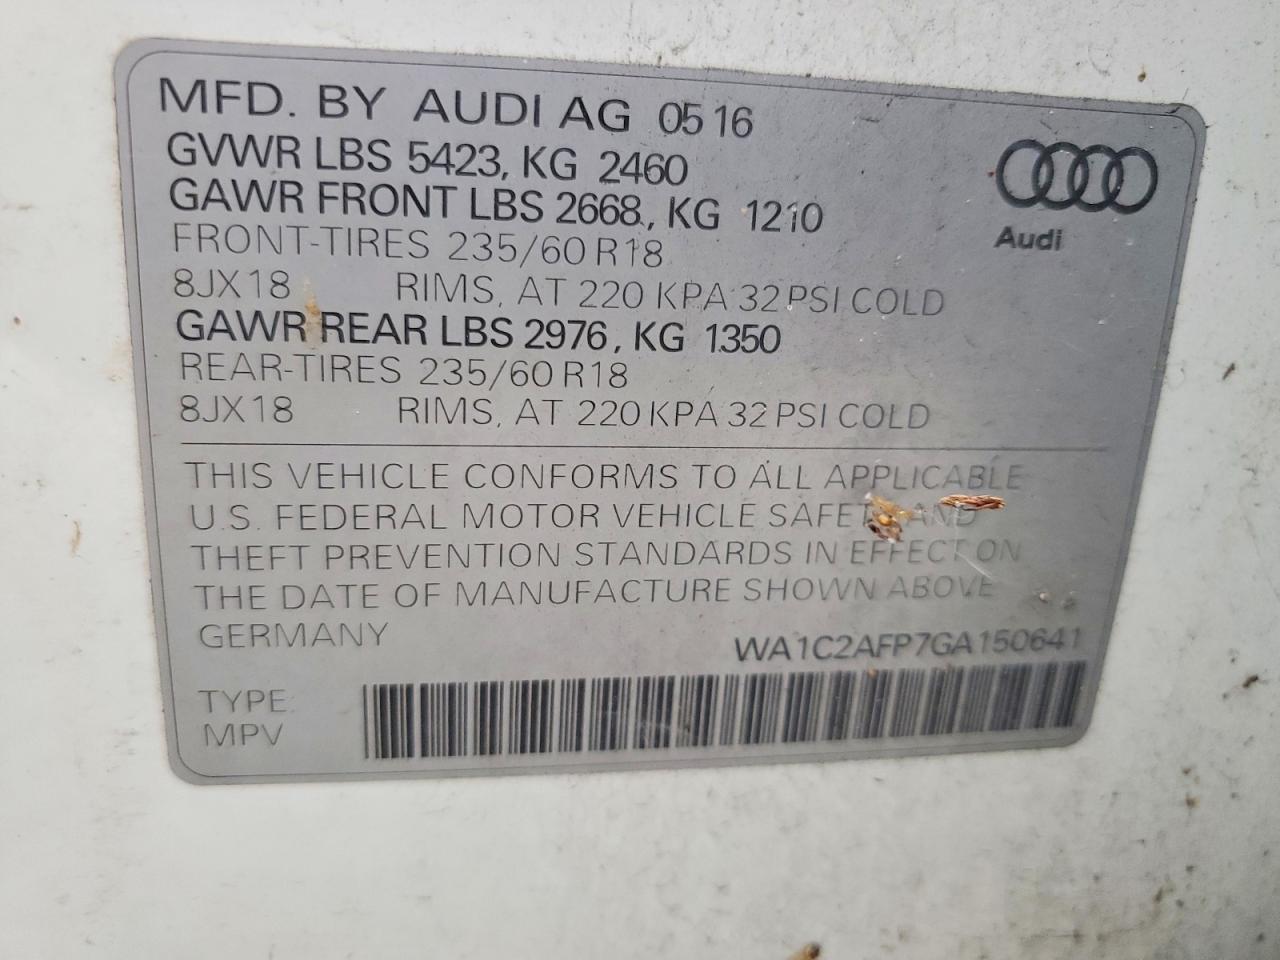 MFD. BY AUDI AG 05 16
GVWR LBS 5423, KG 2460
GAWR FRONT LBS 2668, KG 1210
FRONT-TIRES 235/60 R18
8JX18 RIMS, AT 220 KPA 32 PSI COLD
GAWR REAR LBS 2976, KG 1350
REAR-TIRES 235/60 R18
8JX18 RIMS, AT 220 KPA 32 PSI COLD
Audi
THIS VEHICLE CONFORMS TO ALL APPLICABLE
U.S. FEDERAL MOTOR VEHICLE SAFETY AND
THEFT PREVENTION STANDARDS IN EFFECT ON
THE DATE OF MANUFACTURE SHOWN ABOVE
GERMANY WA1C2AFP7GA150641
TYPE:
MPV